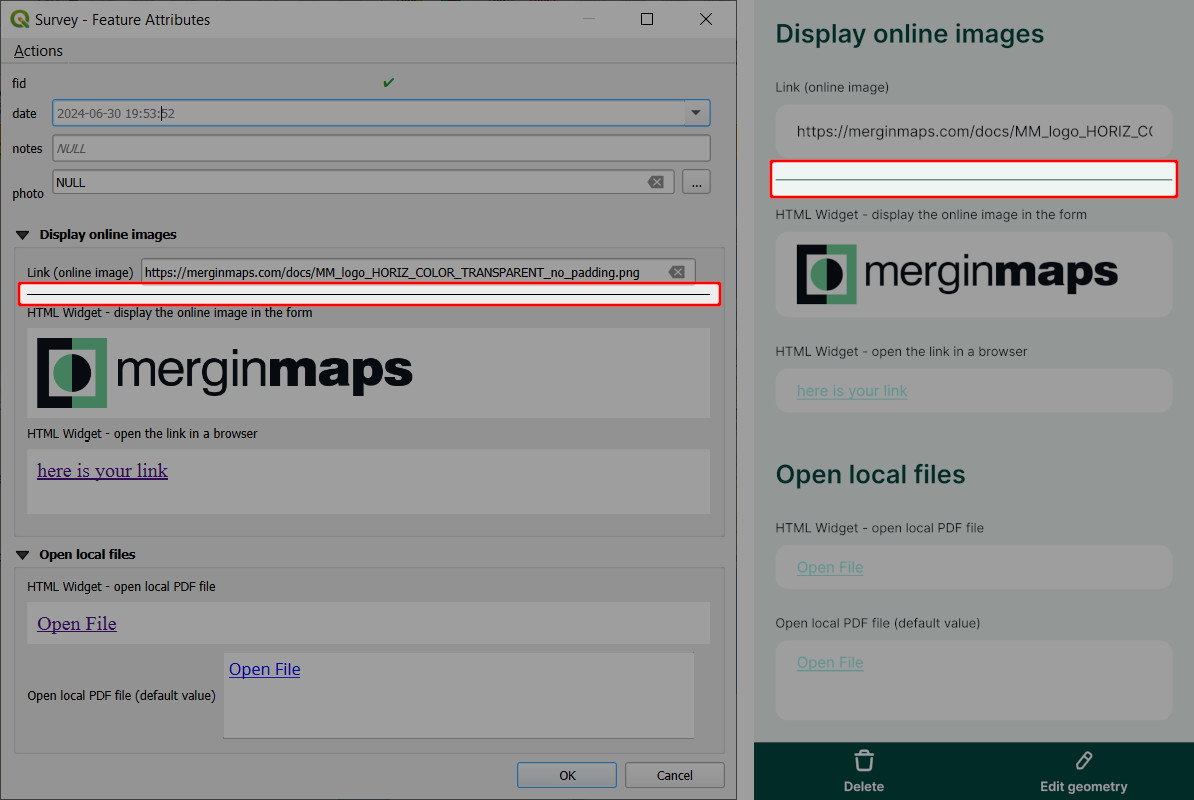 Survey - Feature Attributes
Actions
fid
date 2024-06-30 19:53:52
notes NULL
photo NULL ...
Display online images
Link (online image) https://merginmaps.com/docs/MM_logo_HORIZ_COLOR_TRANSPARENT_no_padding.png
HTML Widget - display the online image in the form
merginmaps
HTML Widget - open the link in a browser
here is your link
Open local files
HTML Widget - open local PDF file
Open File
Open local PDF file (default value) Open File
OK Cancel
Display online images
Link (online image)
https://merginmaps.com/docs/MM_logo_HORIZ_C
HTML Widget - display the online image in the form
merginmaps
HTML Widget - open the link in a browser
here is your link
Open local files
HTML Widget - open local PDF file
Open File
Open local PDF file (default value)
Open File
Delete Edit geometry